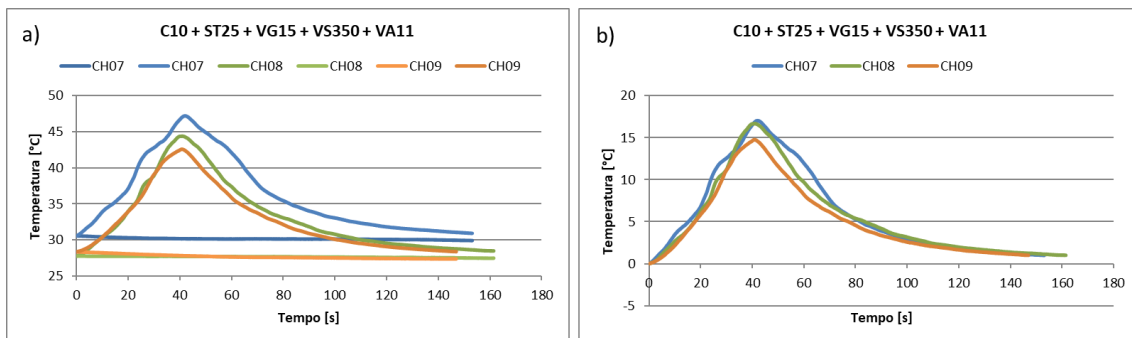 a)
C10 + ST25 + VG15 + VS350 + VA11
CH07 CH07 CH08 CH08 CH09 CH09
Temperatura [°C]
50
45
40
35
30
25
0 20 40 60 80 100 120 140 160 180
Tempo [s]
b)
C10 + ST25 + VG15 + VS350 + VA11
CH07 CH08 CH09
Temperatura [°C]
20
15
10
5
0
-5
0 20 40 60 80 100 120 140 160 180
Tempo [s]